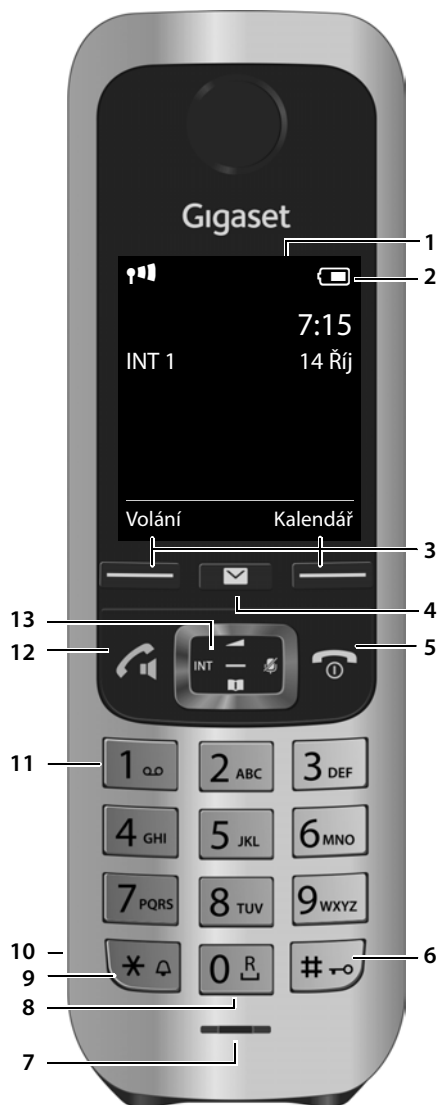 Gigaset
1
2
7:15
INT 1 14 Říj
Volání Kalendář
3
4
13
12
5
INT
11
1 2 ABC 3 DEF
4 GHI 5 JKL 6 MNO
7 PQRS 8 TUV 9 WXYZ
10
9
* 0 R #
6
8
7